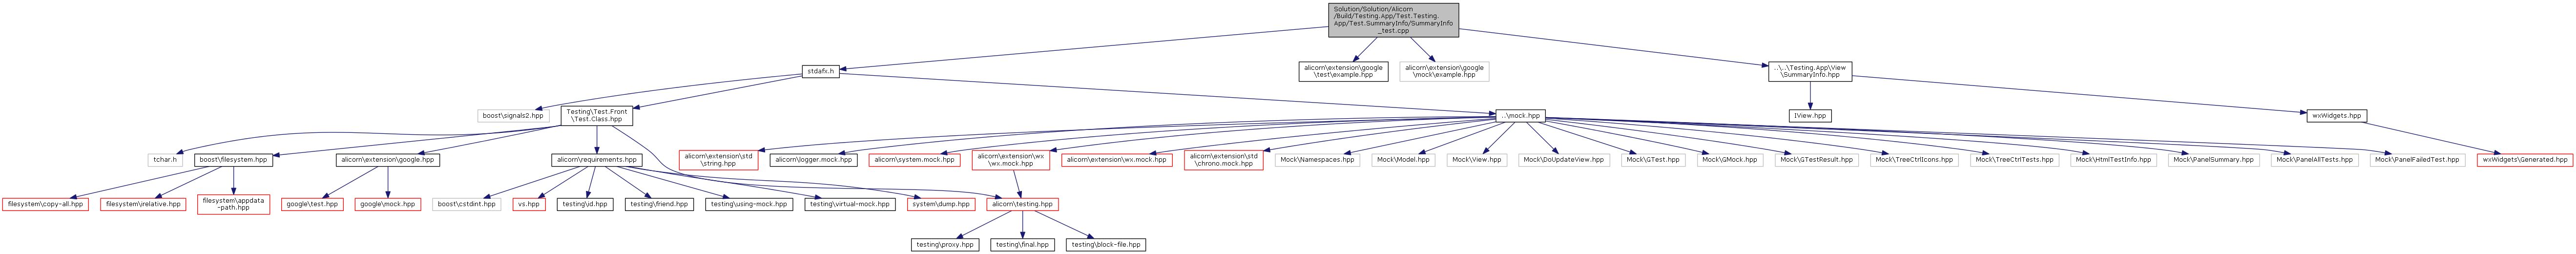 Solution/Solution/Alicorn
/Build/Testing.App/Test.Testing.
App/Test.SummaryInfo/SummaryInfo
_test.cpp
stdafx.h
alicorn\extension\google
\test\example.hpp
alicorn\extension\google
\mock\example.hpp
..\..\Testing.App\View
\SummaryInfo.hpp
boost\signals2.hpp
Testing\Test.Front
\Test.Class.hpp
..\mock.hpp
IView.hpp
wxWidgets.hpp
tchar.h
boost\filesystem.hpp
alicorn\extension\google.hpp
alicorn\requirements.hpp
alicorn\extension\std
\string.hpp
alicorn\logger.mock.hpp
alicorn\system.mock.hpp
alicorn\extension\wx
\wx.mock.hpp
alicorn\extension\wx.mock.hpp
alicorn\extension\std
\chrono.mock.hpp
Mock\Namespaces.hpp
Mock\Model.hpp
Mock\View.hpp
Mock\DoUpdateView.hpp
Mock\GTest.hpp
Mock\GMock.hpp
Mock\GTestResult.hpp
Mock\TreeCtrlIcons.hpp
Mock\TreeCtrlTests.hpp
Mock\HtmlTestInfo.hpp
Mock\PanelSummary.hpp
Mock\PanelAllTests.hpp
Mock\PanelFailedTest.hpp
wxWidgets\Generated.hpp
filesystem\copy-all.hpp
filesystem\relative.hpp
filesystem\appdata
-path.hpp
google\test.hpp
google\mock.hpp
boost\cstdint.hpp
vs.hpp
testing\id.hpp
testing\friend.hpp
testing\using-mock.hpp
testing\virtual-mock.hpp
system\dump.hpp
alicorn\testing.hpp
testing\proxy.hpp
testing\final.hpp
testing\block-file.hpp